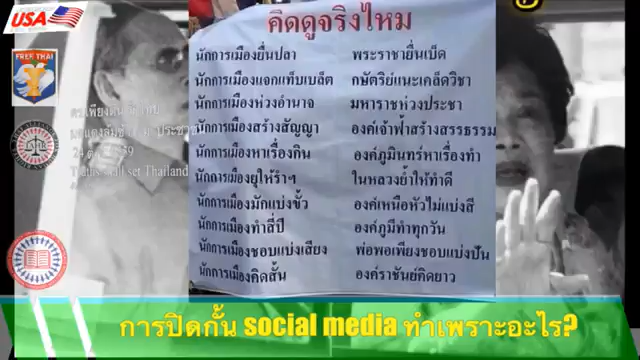 USA
คิดดูจริงไหม
FREE THAI
นักการเมืองยื่นปลา พระราชายื่นเบ็ด
นักการเมืองแจกแท็บเบล็ต กษัตริย์แนะเคล็ดวิชา
นักการเมืองห่วงอำนาจ มหาราชห่วงประชา
นักการเมืองสร้างสัญญา องค์เจ้าฟ้าสร้างสรรธรรม
นักการเมืองหาเรื่องกิน องค์ภูมินทร์หาเรื่องทำ
นักการเมืองยุให้รำฯ ในหลวงย้ำให้ทำดี
นักการเมืองมักแบ่งขั้ว องค์เหนือหัวไม่แบ่งสี
นักการเมืองทำสี่ปี องค์ภูมีทำทุกวัน
นักการเมืองชอบแบ่งเสียง พ่อพอเพียงชอบแบ่งปัน
นักการเมืองคิดสั้น องค์ราชันย์คิดยาว
set Thailand
การปิดกั้น social media ทำเพราะอะไร?